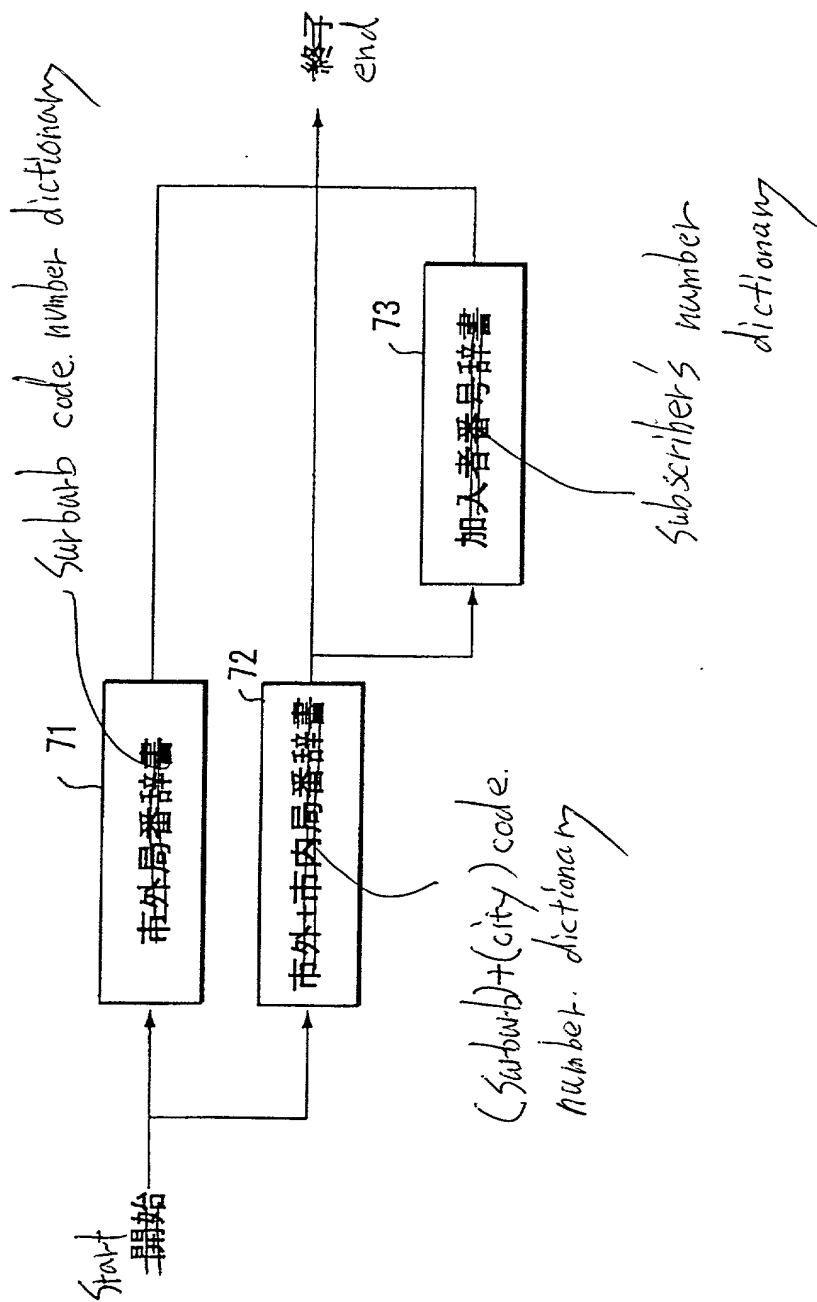 Start
開始
71
市外局番辞書
Surburb code. number dictionary
72
市外+市内局番辞書
(Surburb)+(city) code.
number. dictionary
73
加入者番号辞書
Subscriber's number
dictionary
終了
end